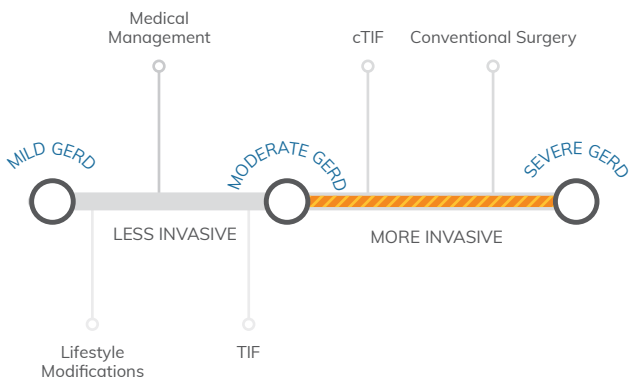 Medical
Management
cTIF
Conventional Surgery
MILD GERD
MODERATE GERD
SEVERE GERD
LESS INVASIVE
MORE INVASIVE
Lifestyle
Modifications
TIF